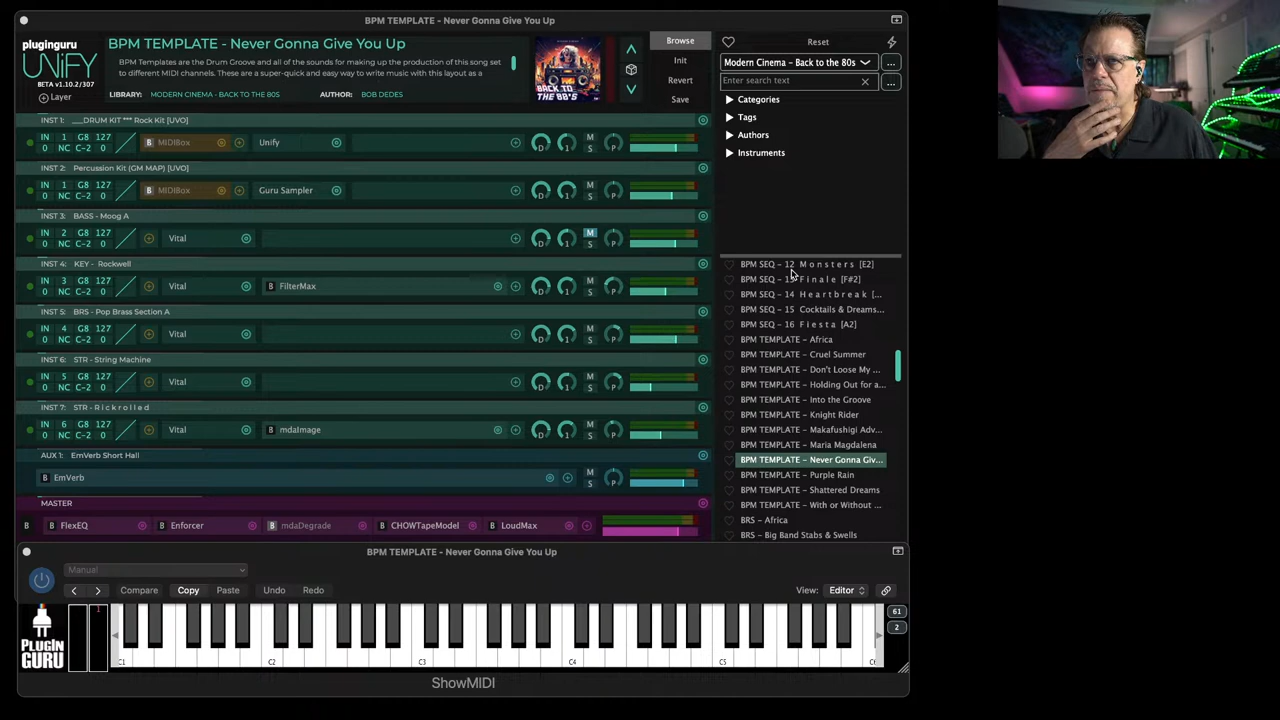 BPM TEMPLATE - Never Gonna Give You Up
pluginguru
UNIFY
BETA v1.10.2/307
Layer
BPM TEMPLATE - Never Gonna Give You Up
BPM Templates are the Drum Groove and all of the sounds for making up the production of this song set
to different MIDI channels. These are a super-quick and easy way to write music with this layout as a
LIBRARY: MODERN CINEMA - BACK TO THE 80S AUTHOR: BOB DEDES
BACK TO
THE 80'S
Browse
Init
Revert
Save
Reset
Modern Cinema – Back to the 80s ...
Enter search text ...
Categories
Tags
Authors
Instruments
INST 1: ___DRUM KIT *** Rock Kit [UVO]
IN 1 G8 127 B MIDIBox Unify D 1 M
0 NC C-2 0 S P
INST 2: Percussion Kit (GM MAP) [UVO]
IN 1 G8 127 B MIDIBox Guru Sampler D 1 M
0 NC C-2 0 S P
INST 3: BASS - Moog A
IN 2 G8 127 Vital D 1 M
0 NC C-2 0 S P
INST 4: KEY - Rockwell
IN 3 G8 127 Vital FilterMax D 1 M
0 NC C-2 0 S P
INST 5: BRS - Pop Brass Section A
IN 4 G8 127 Vital D 1 M
0 NC C-2 0 S P
INST 6: STR - String Machine
IN 5 G8 127 Vital D 1 M
0 NC C-2 0 S P
INST 7: STR - R i c k r o l l e d
IN 6 G8 127 Vital B mdaImage D 1 M
0 NC C-2 0 S P
AUX 1: EmVerb Short Hall
B EmVerb M
S P
MASTER
B FlexEQ B Enforcer B mdaDegrade B CHOWTapeModel B LoudMax
BPM SEQ – 12 M o n s t e r s [E2]
BPM SEQ – 13 F i n a l e [F#2]
BPM SEQ – 14 H e a r t b r e a k [...
BPM SEQ – 15 Cocktails & Dreams...
BPM SEQ – 16 F i e s t a [A2]
BPM TEMPLATE – Africa
BPM TEMPLATE – Cruel Summer
BPM TEMPLATE – Don't Loose My ...
BPM TEMPLATE – Holding Out for a...
BPM TEMPLATE – Into the Groove
BPM TEMPLATE – Knight Rider
BPM TEMPLATE – Makafushigi Adv...
BPM TEMPLATE – Maria Magdalena
BPM TEMPLATE – Never Gonna Giv...
BPM TEMPLATE – Purple Rain
BPM TEMPLATE – Shattered Dreams
BPM TEMPLATE – With or Without ...
BRS – Africa
BRS – Big Band Stabs & Swells
BPM TEMPLATE - Never Gonna Give You Up
Manual
Compare Copy Paste Undo Redo View: Editor
1
61
2
PLUGIN
GURU
C1 C2 C3 C4 C5 C6
ShowMIDI